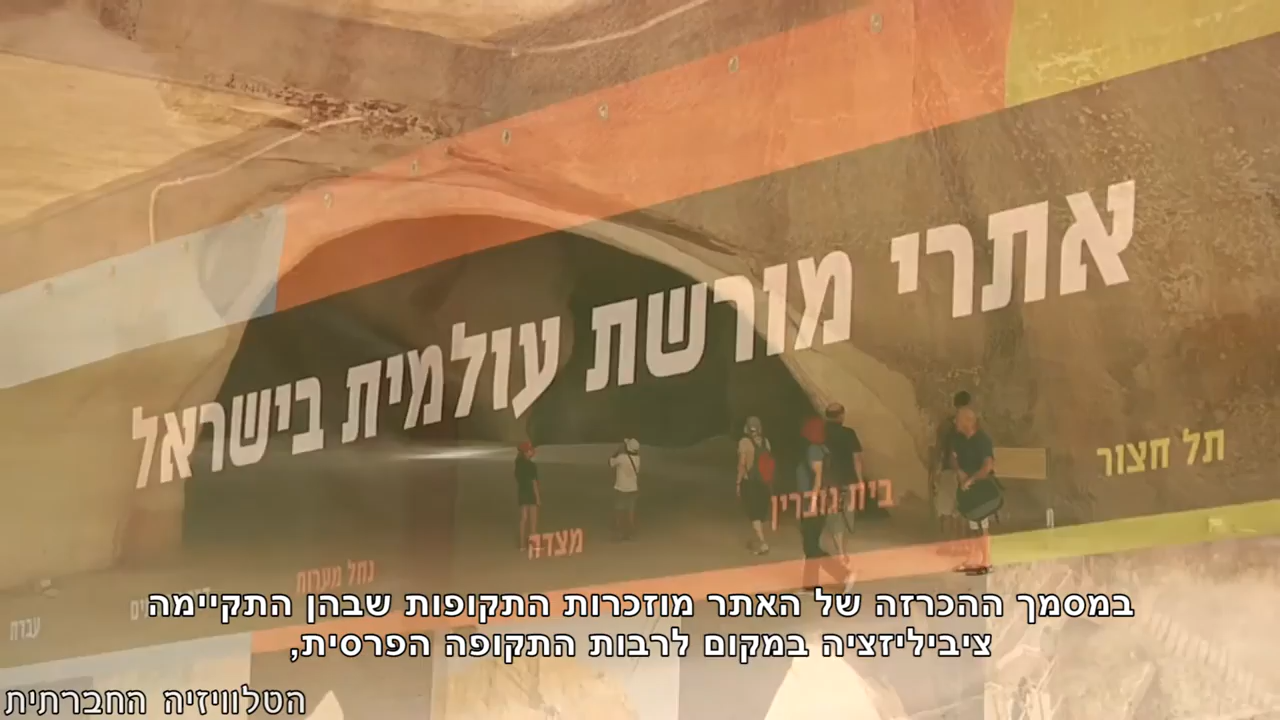 אתרי מורשת עולמית בישראל
תל חצור
בית גוברין
מצדה
נחל מערות
עבדת
במסמך ההכרזה של האתר מוזכרות התקופות שבהן התקיימה
ציביליזציה במקום לרבות התקופה הפרסית,
הטלוויזיה החברתית